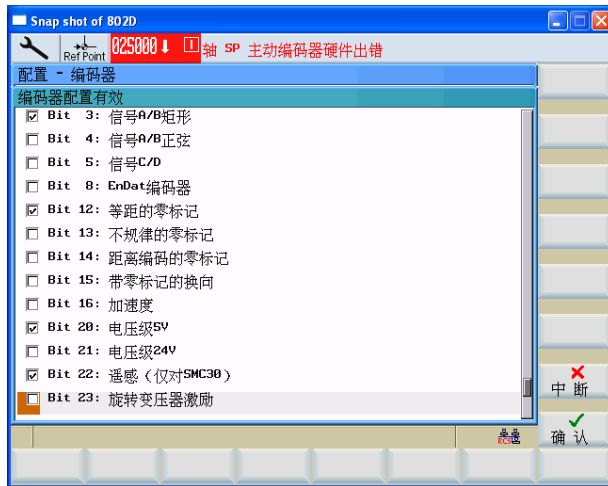 Snap shot of 802D
Ref Point 025000 轴 SP 主动编码器硬件出错
配置 - 编码器
编码器配置有效
Bit 3: 信号A/B矩形
Bit 4: 信号A/B正弦
Bit 5: 信号C/D
Bit 8: EnDat编码器
Bit 12: 等距的零标记
Bit 13: 不规律的零标记
Bit 14: 距离编码的零标记
Bit 15: 带零标记的换向
Bit 16: 加速度
Bit 20: 电压级5V
Bit 21: 电压级24V
Bit 22: 遥感（仅对SMC30）
Bit 23: 旋转变压器激励
中断
RCS
确认